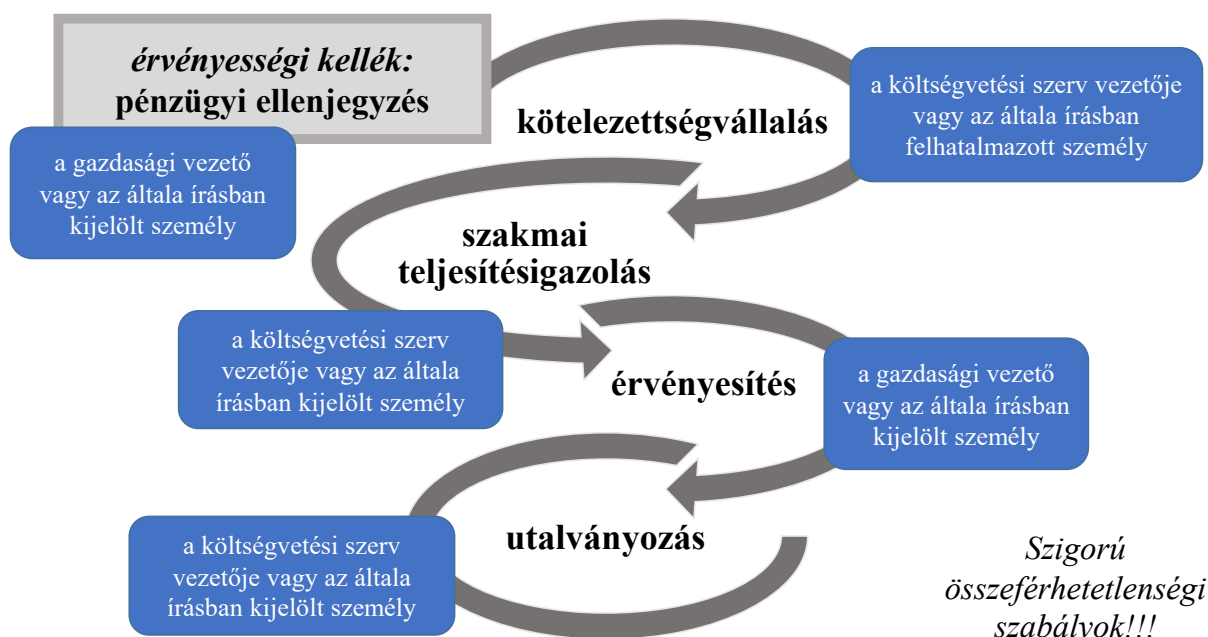 érvényességi kellék:
pénzügyi ellenjegyzés
a gazdasági vezető
vagy az általa írásban
kijelölt személy
kötelezettségvállalás
a költségvetési szerv vezetője
vagy az általa írásban
felhatalmazott személy
szakmai
teljesítésigazolás
a költségvetési szerv
vezetője vagy az általa
írásban kijelölt személy
érvényesítés
a gazdasági vezető
vagy az általa írásban
kijelölt személy
utalványozás
a költségvetési szerv
vezetője vagy az általa
írásban kijelölt személy
Szigorú
összeférhetetlenségi
szabályok!!!